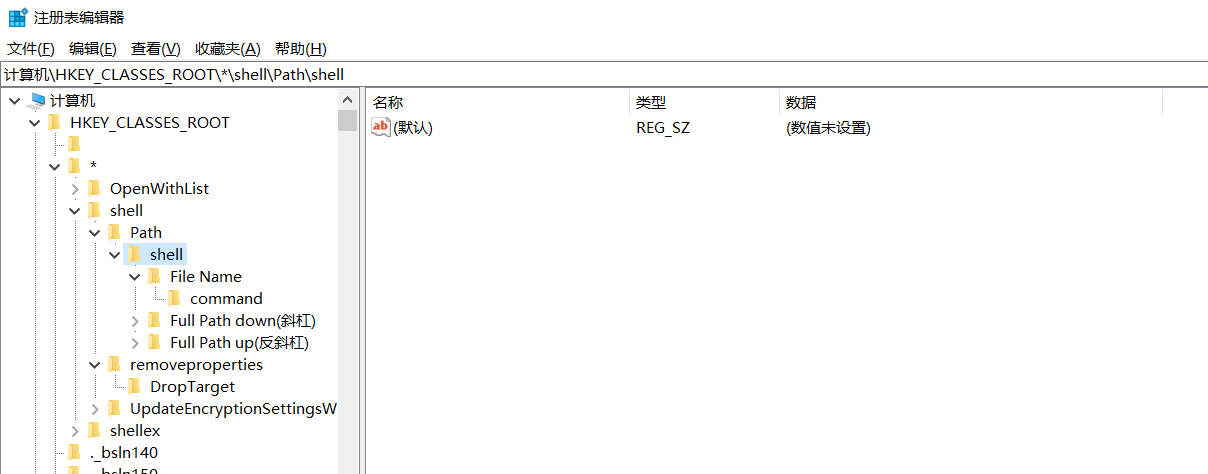 注册表编辑器
文件(F) 编辑(E) 查看(V) 收藏夹(A) 帮助(H)
计算机\HKEY_CLASSES_ROOT\*\shell\Path\shell
计算机
HKEY_CLASSES_ROOT
*
OpenWithList
shell
Path
shell
File Name
command
Full Path down(斜杠)
Full Path up(反斜杠)
removeproperties
DropTarget
UpdateEncryptionSettingsW
shellex
._bsln140
._bsln150
名称 类型 数据
ab (默认) REG_SZ (数值未设置)